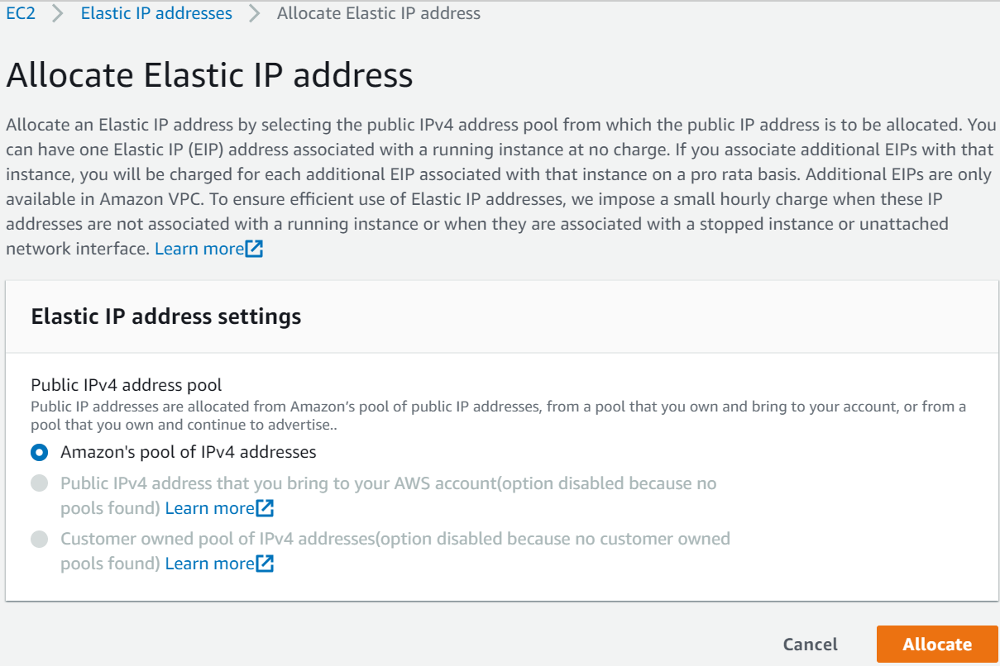 EC2 > Elastic IP addresses > Allocate Elastic IP address
Allocate Elastic IP address
Allocate an Elastic IP address by selecting the public IPv4 address pool from which the public IP address is to be allocated. You
can have one Elastic IP (EIP) address associated with a running instance at no charge. If you associate additional EIPs with that
instance, you will be charged for each additional EIP associated with that instance on a pro rata basis. Additional EIPs are only
available in Amazon VPC. To ensure efficient use of Elastic IP addresses, we impose a small hourly charge when these IP
addresses are not associated with a running instance or when they are associated with a stopped instance or unattached
network interface. Learn more
Elastic IP address settings
Public IPv4 address pool
Public IP addresses are allocated from Amazon's pool of public IP addresses, from a pool that you own and bring to your account, or from a
pool that you own and continue to advertise..
Amazon's pool of IPv4 addresses
Public IPv4 address that you bring to your AWS account(option disabled because no
pools found) Learn more
Customer owned pool of IPv4 addresses(option disabled because no customer owned
pools found) Learn more
Cancel Allocate